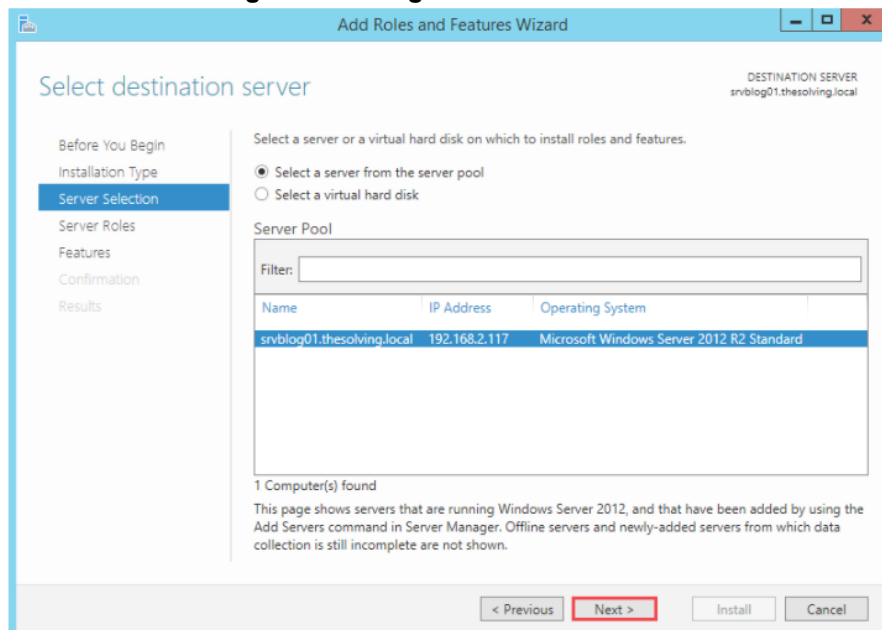 Add Roles and Features Wizard
Select destination server
DESTINATION SERVER
srvblog01.thesolving.local
Before You Begin
Installation Type
Server Selection
Server Roles
Features
Confirmation
Results
Select a server or a virtual hard disk on which to install roles and features.
Select a server from the server pool
Select a virtual hard disk
Server Pool
Filter:
Name IP Address Operating System
srvblog01.thesolving.local 192.168.2.117 Microsoft Windows Server 2012 R2 Standard
1 Computer(s) found
This page shows servers that are running Windows Server 2012, and that have been added by using the
Add Servers command in Server Manager. Offline servers and newly-added servers from which data
collection is still incomplete are not shown.
< Previous Next > Install Cancel